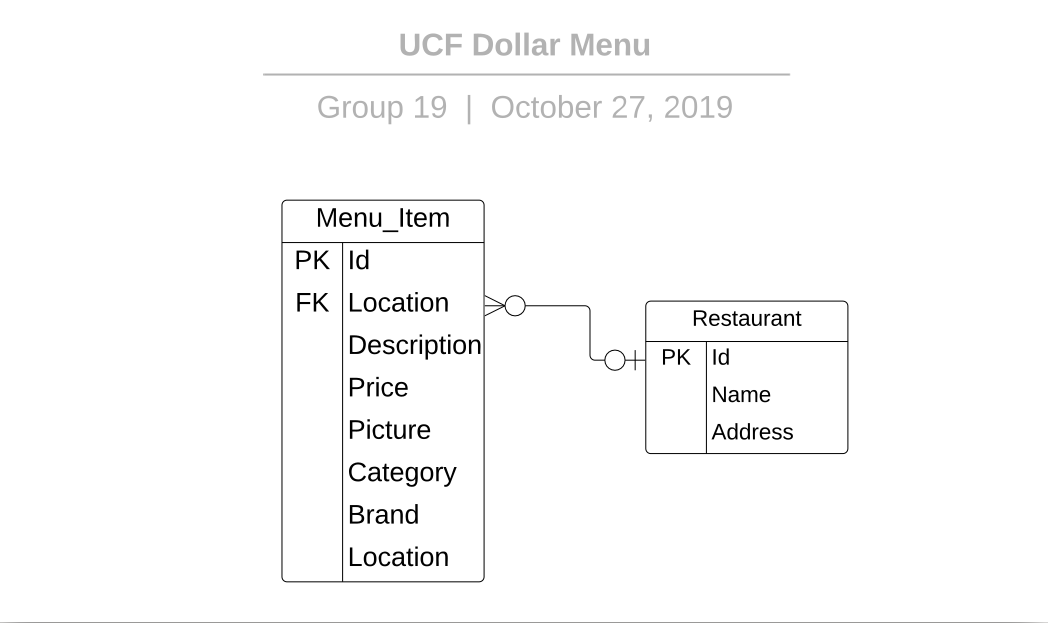 UCF Dollar Menu
Group 19 | October 27, 2019
Menu_Item
PK Id
FK Location
Description
Price
Picture
Category
Brand
Location
Restaurant
PK Id
Name
Address